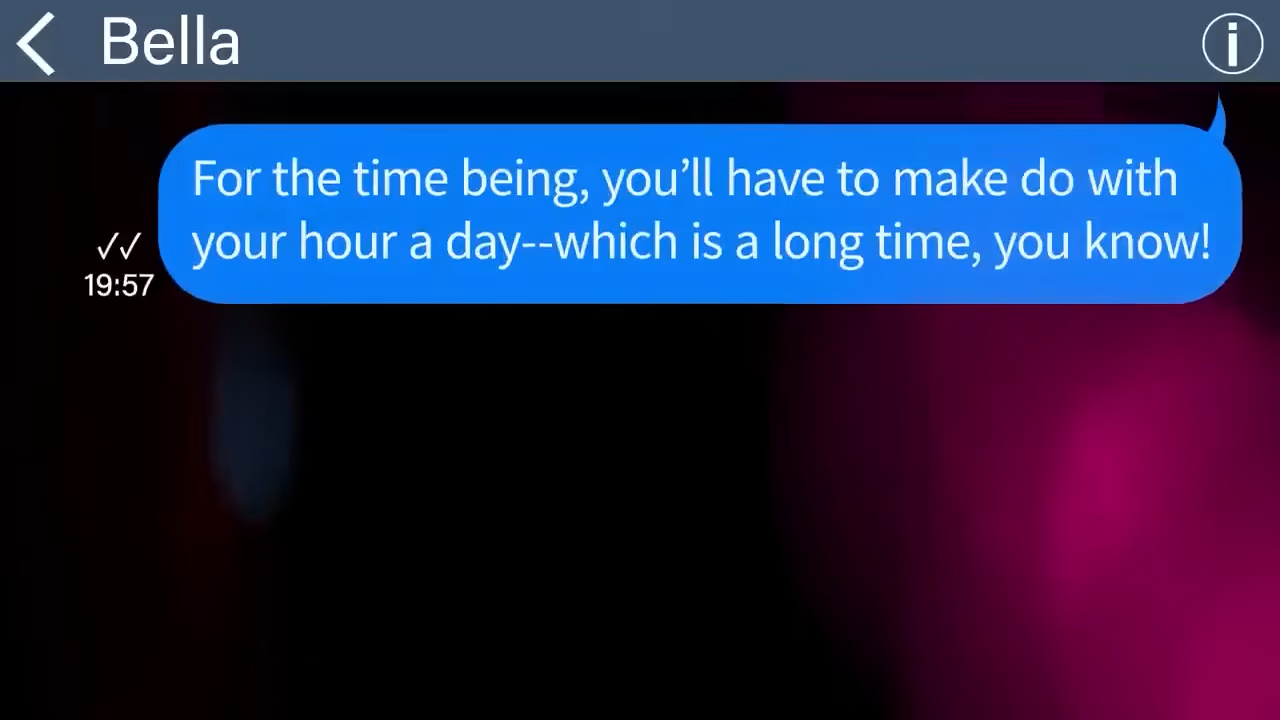 Bella
For the time being, you’ll have to make do with
your hour a day--which is a long time, you know!
19:57